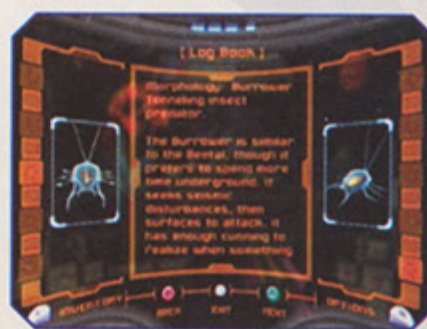 [ Log Book ]
Morphology: Burrower
Tunneling insect
predator.
The Burrower is similar
to the Beetal, though it
prefers to spend more
time underground. It
seeks seismic
disturbances, then
surfaces to attack. It
has enough cunning to
realize when something
INVENTORY
BACK
EXIT
NEXT
OPTIONS